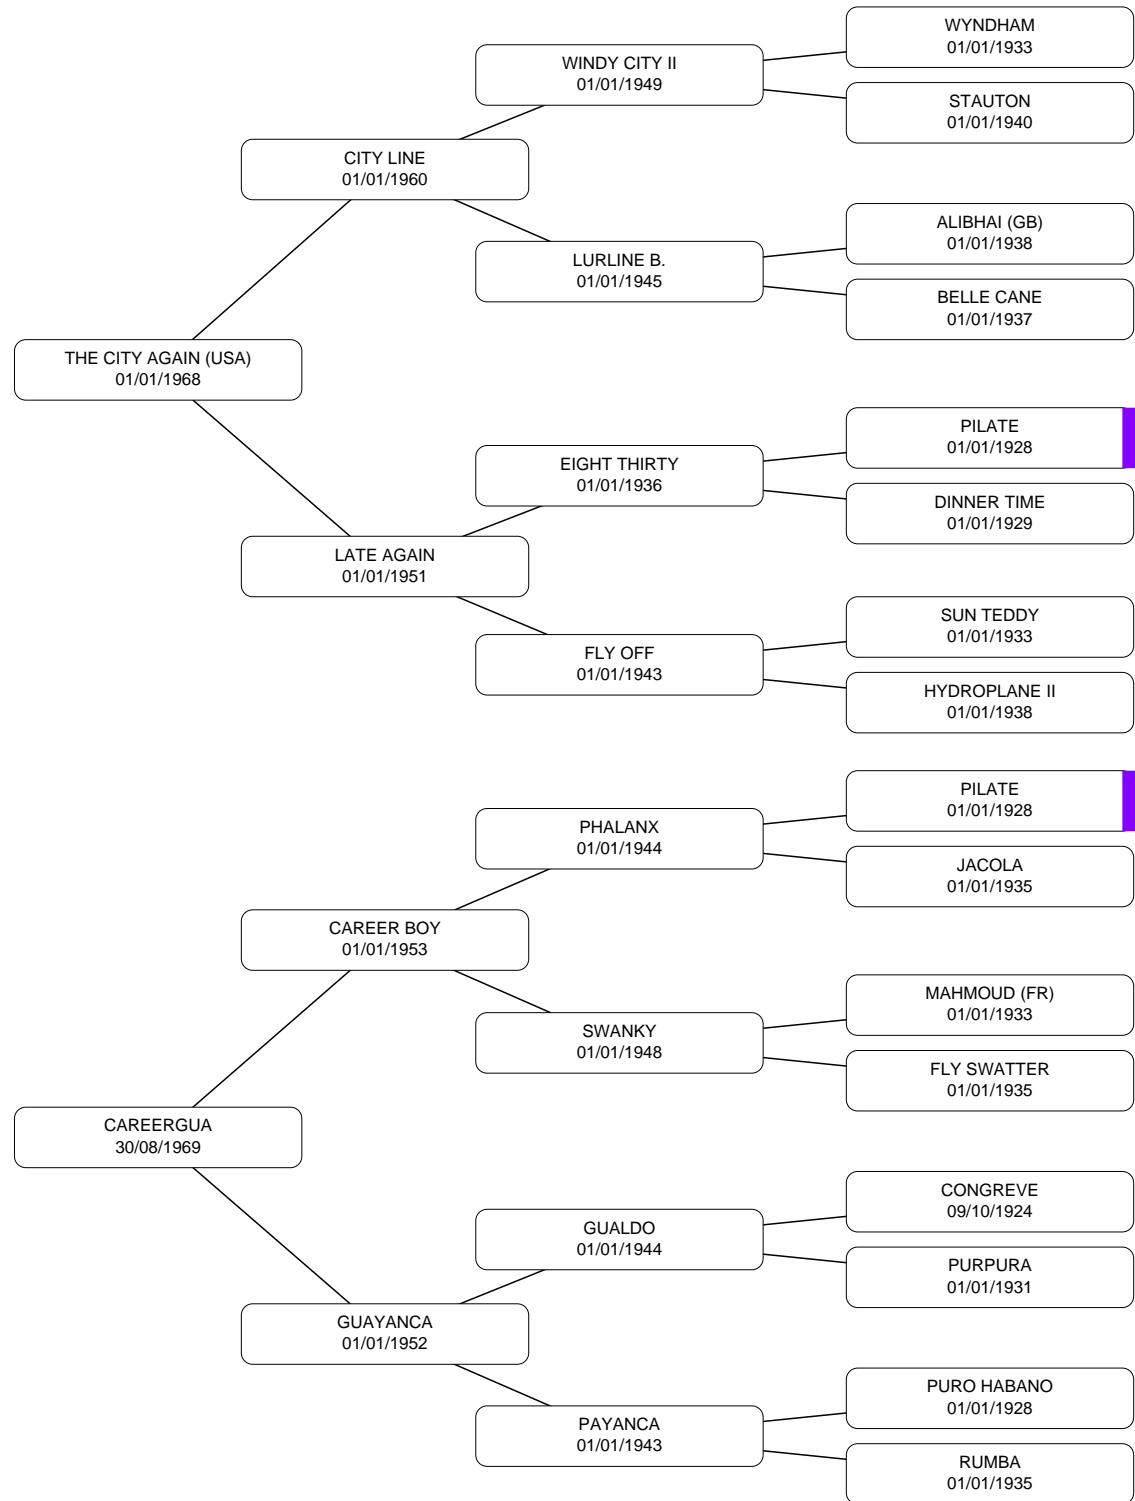 WYNDHAM
01/01/1933
WINDY CITY II
01/01/1949
STAUTON
01/01/1940
CITY LINE
01/01/1960
ALIBHAI (GB)
01/01/1938
LURLINE B.
01/01/1945
BELLE CANE
01/01/1937
THE CITY AGAIN (USA)
01/01/1968
PILATE
01/01/1928
EIGHT THIRTY
01/01/1936
DINNER TIME
01/01/1929
LATE AGAIN
01/01/1951
SUN TEDDY
01/01/1933
FLY OFF
01/01/1943
HYDROPLANE II
01/01/1938
PILATE
01/01/1928
PHALANX
01/01/1944
JACOLA
01/01/1935
CAREER BOY
01/01/1953
MAHMOUD (FR)
01/01/1933
SWANKY
01/01/1948
FLY SWATTER
01/01/1935
CAREERGUA
30/08/1969
CONGREVE
09/10/1924
GUALDO
01/01/1944
PURPURA
01/01/1931
GUAYANCA
01/01/1952
PURO HABANO
01/01/1928
PAYANCA
01/01/1943
RUMBA
01/01/1935